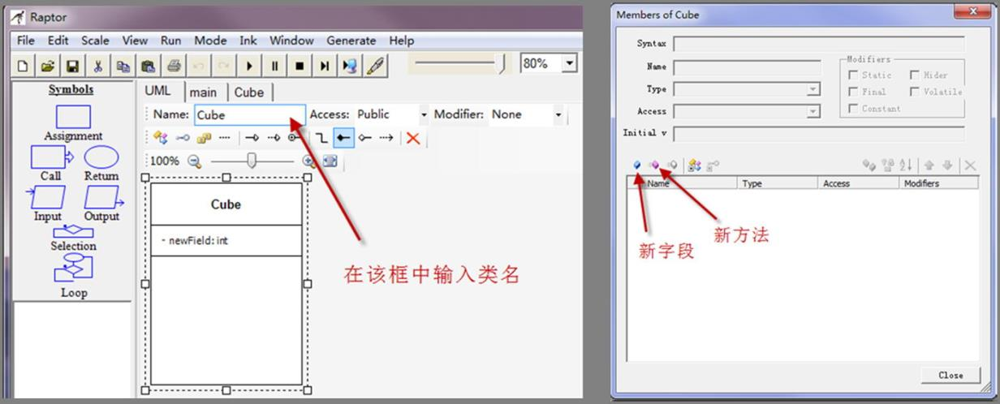 Raptor
File Edit Scale View Run Mode Ink Window Generate Help
80%
Symbols
Assignment
Call Return
Input Output
Selection
Loop
UML main Cube
Name: Cube Access: Public Modifier: None
100%
Cube
- newField: int
在该框中输入类名
Members of Cube
Syntax
Name
Type
Access
Initial v
Modifiers
Static Hider
Final Volatile
Constant
Name Type Access Modifiers
新字段
新方法
Close